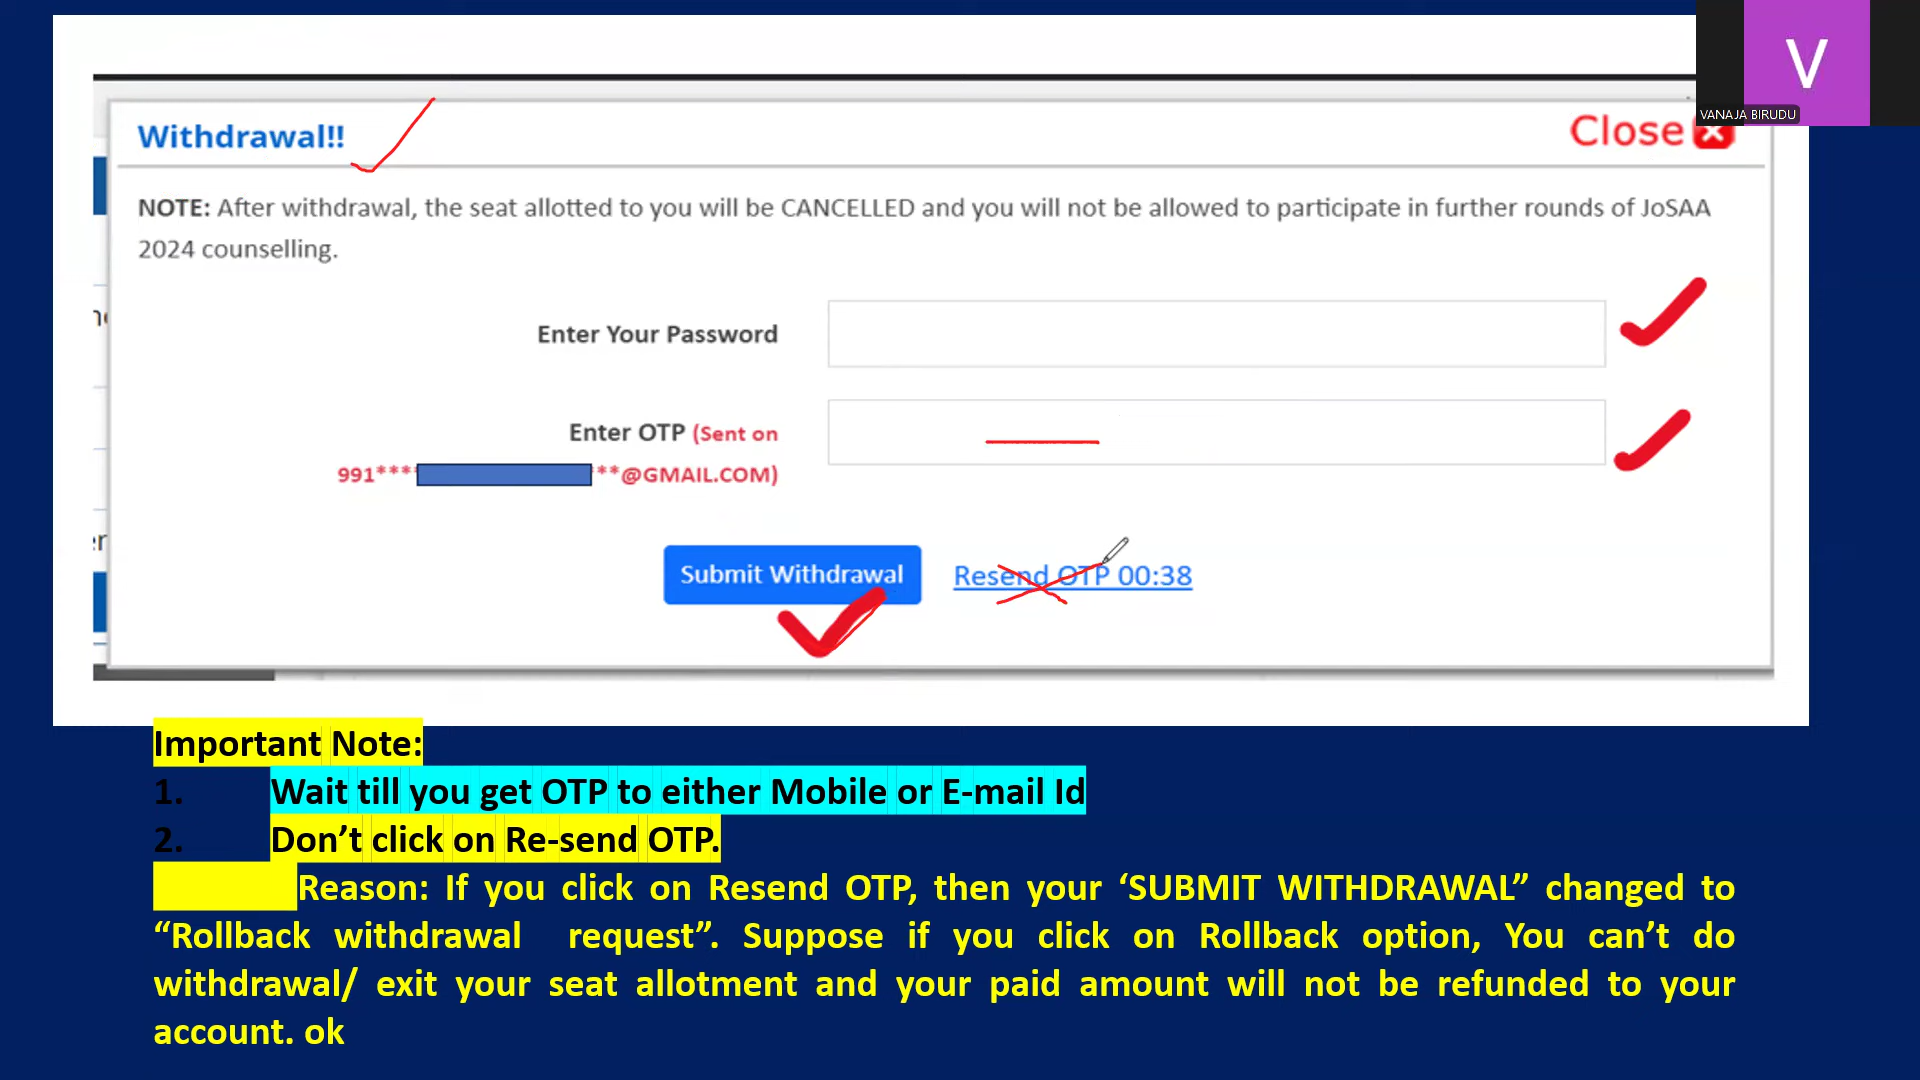 V
VANAJA BIRUDU
Withdrawal!!
Close
NOTE: After withdrawal, the seat allotted to you will be CANCELLED and you will not be allowed to participate in further rounds of JoSAA
2024 counselling.
Enter Your Password
Enter OTP (Sent on
991**** **@GMAIL.COM)
Submit Withdrawal
Resend OTP 00:38
Important Note:
1. Wait till you get OTP to either Mobile or E-mail Id
2. Don’t click on Re-send OTP.
Reason: If you click on Resend OTP, then your ‘SUBMIT WITHDRAWAL” changed to
“Rollback withdrawal request”. Suppose if you click on Rollback option, You can’t do
withdrawal/ exit your seat allotment and your paid amount will not be refunded to your
account. ok